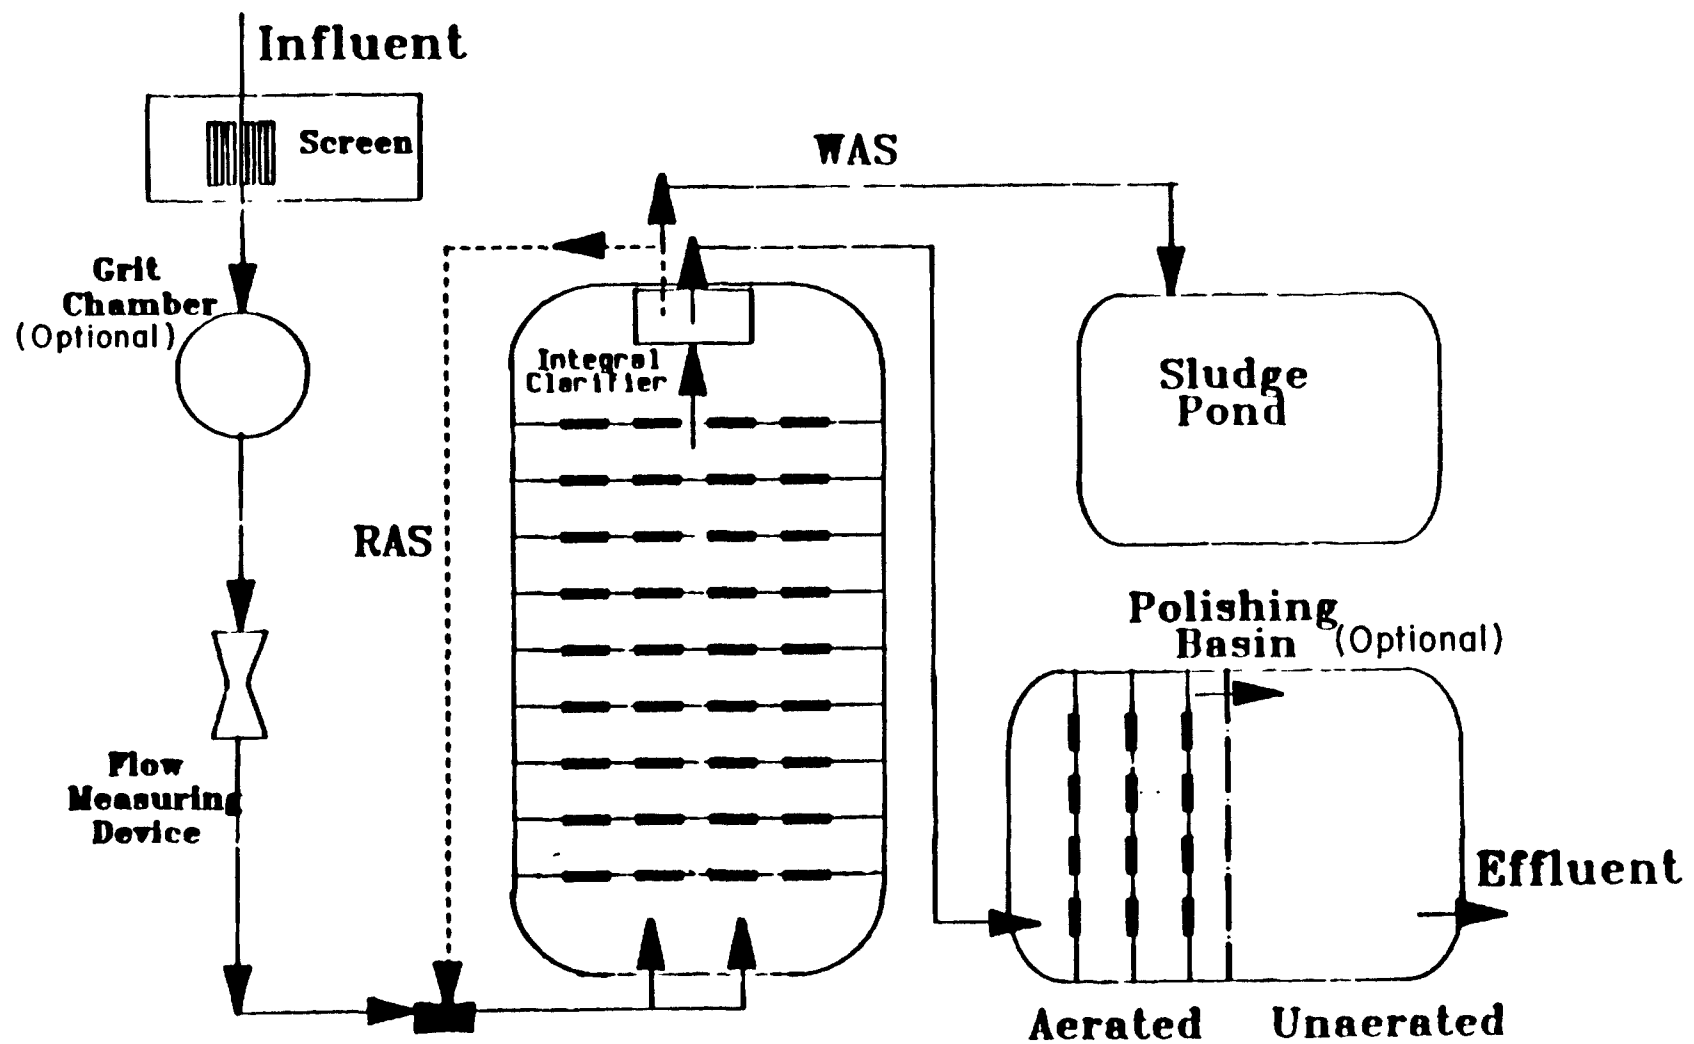 Influent
Screen
WAS
Grit
Chamber
(Optional)
Integral
Clarifier
Sludge
Pond
RAS
Polishing
Basin (Optional)
Flow
Measuring
Device
Effluent
Aerated Unaerated